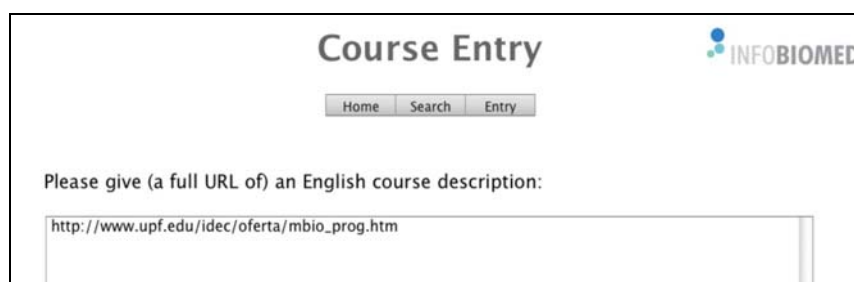 Course Entry
INFOBIOMED
Home Search Entry
Please give (a full URL of) an English course description:
http://www.upf.edu/idec/oferta/mbio_prog.htm